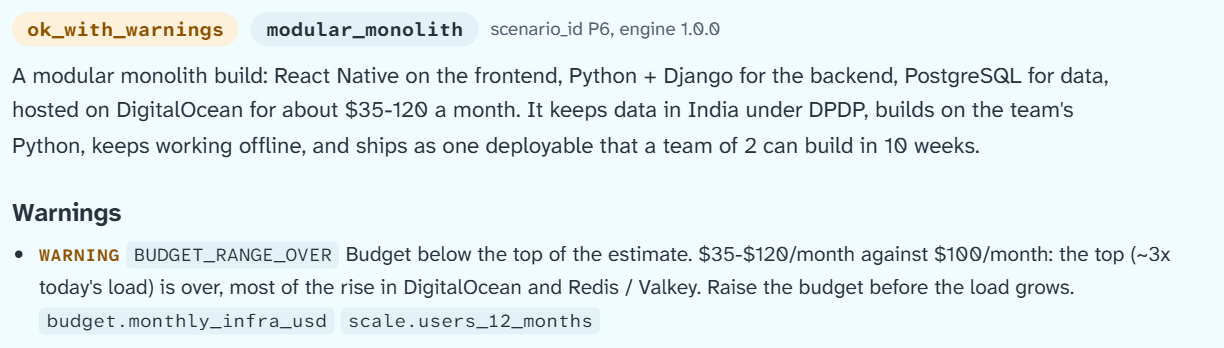 ok_with_warnings modular_monolith scenario_id P6, engine 1.0.0
A modular monolith build: React Native on the frontend, Python + Django for the backend, PostgreSQL for data,
hosted on DigitalOcean for about $35-120 a month. It keeps data in India under DPDP, builds on the team's
Python, keeps working offline, and ships as one deployable that a team of 2 can build in 10 weeks.
Warnings
• WARNING BUDGET_RANGE_OVER Budget below the top of the estimate. $35-$120/month against $100/month: the top (~3x
today's load) is over, most of the rise in DigitalOcean and Redis / Valkey. Raise the budget before the load grows.
budget.monthly_infra_usd scale.users_12_months